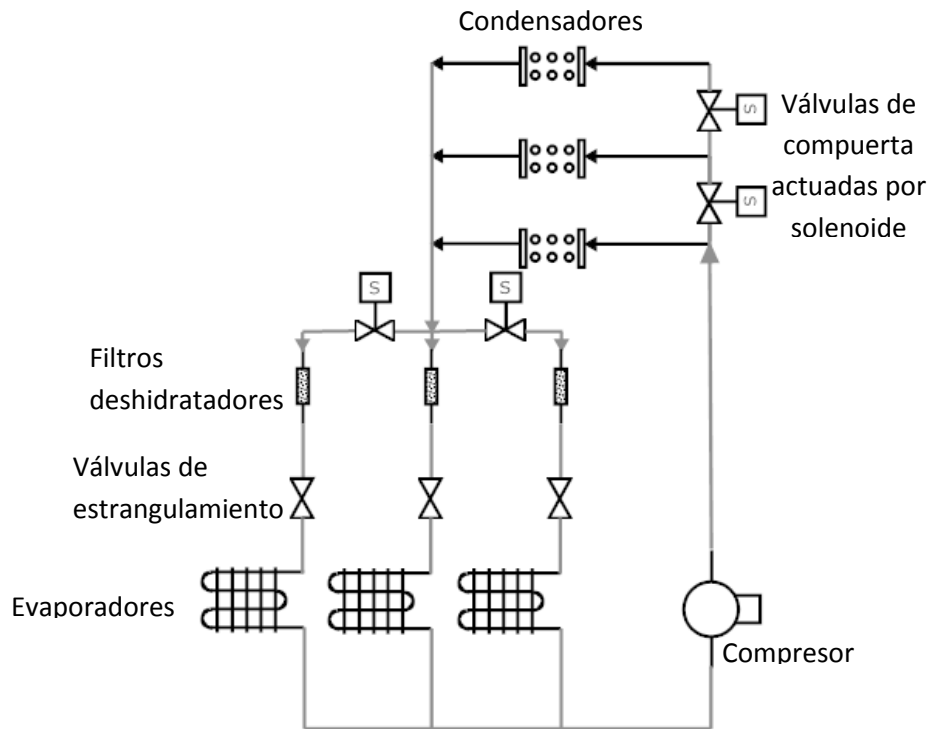 Condensadores
S
Válvulas de
compuerta
actuadas por
solenoide
S
S
S
Filtros
deshidratadores
Válvulas de
estrangulamiento
Evaporadores
Compresor